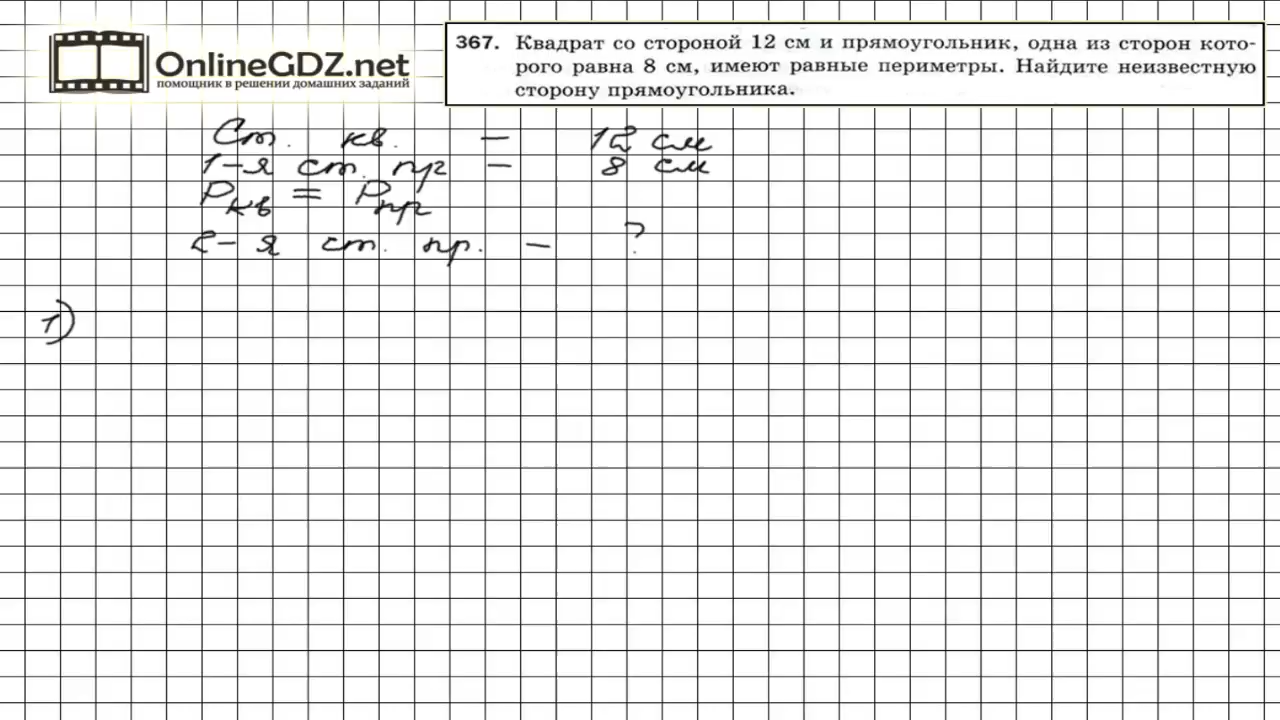 OnlineGDZ.net
помощник в решении домашних заданий
367. Квадрат со стороной 12 см и прямоугольник, одна из сторон кото-
рого равна 8 см, имеют равные периметры. Найдите неизвестную
сторону прямоугольника.
Ст. кв. – 12 см
1-я ст. пр – 8 см
Pкв = Pпр
2-я ст. пр. – ?
1)